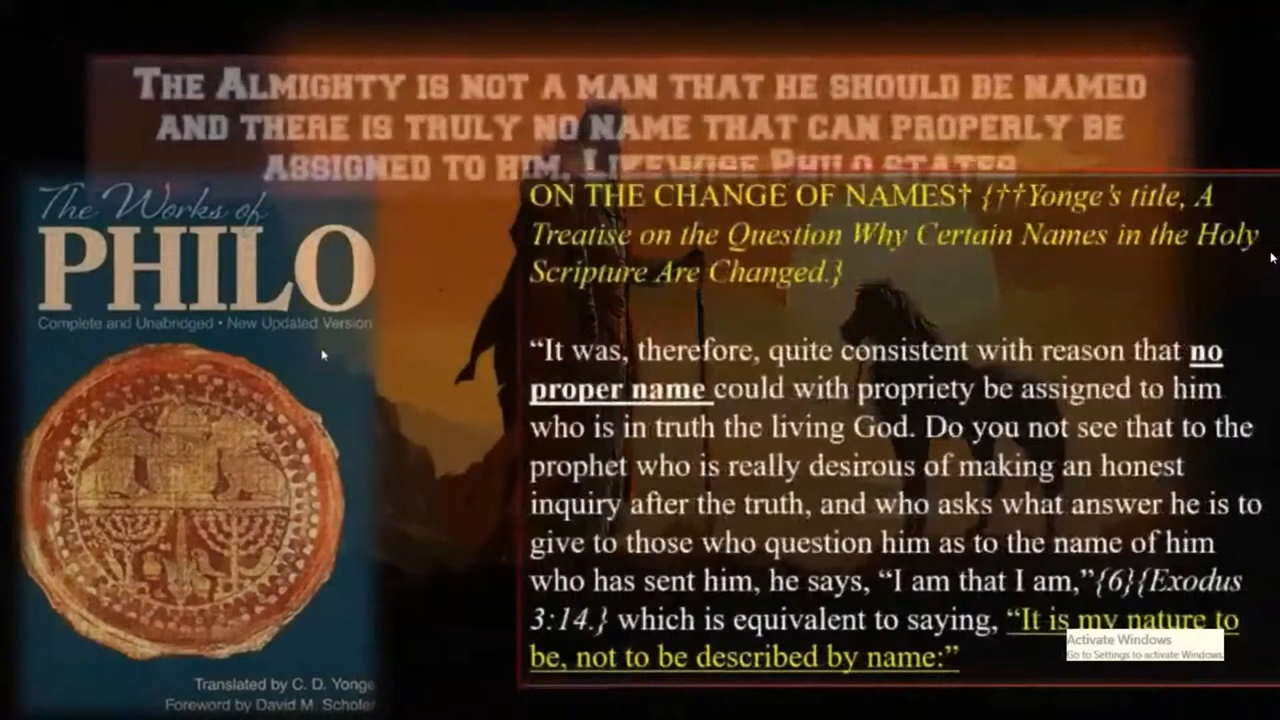 THE ALMIGHTY IS NOT A MAN THAT HE SHOULD BE NAMED
AND THERE IS TRULY NO NAME THAT CAN PROPERLY BE
ASSIGNED TO HIM, LIKEWISE PHILO STATES
The Works of
PHILO
Complete and Unabridged • New Updated Version
Translated by C. D. Yonge
Foreword by David M. Scholer
ON THE CHANGE OF NAMES† {††Yonge’s title, A
Treatise on the Question Why Certain Names in the Holy
Scripture Are Changed.}
“It was, therefore, quite consistent with reason that no
proper name could with propriety be assigned to him
who is in truth the living God. Do you not see that to the
prophet who is really desirous of making an honest
inquiry after the truth, and who asks what answer he is to
give to those who question him as to the name of him
who has sent him, he says, “I am that I am,”{6}{Exodus
3:14.} which is equivalent to saying, “It is my nature to
be, not to be described by name:”
Activate Windows
Go to Settings to activate Windows.